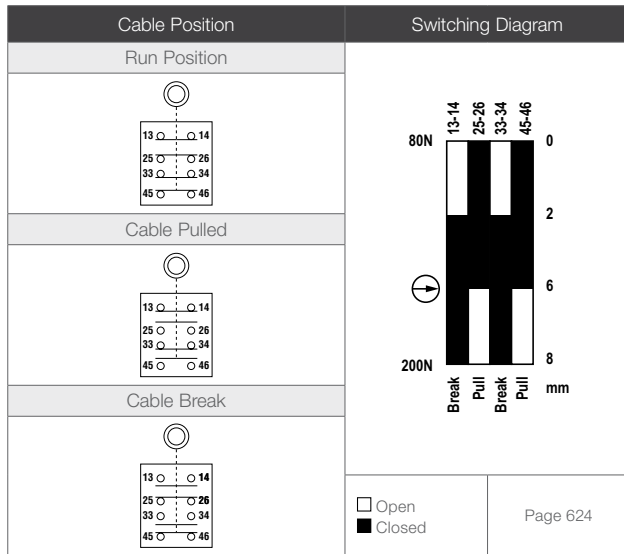 Cable Position
Switching Diagram
Run Position
13 14
25 26
33 34
45 46
Cable Pulled
13 14
25 26
33 34
45 46
Cable Break
13 14
25 26
33 34
45 46
13-14
25-26
33-34
45-46
80N
0
2
6
200N
8
mm
Break
Pull
Break
Pull
Open
Closed
Page 624